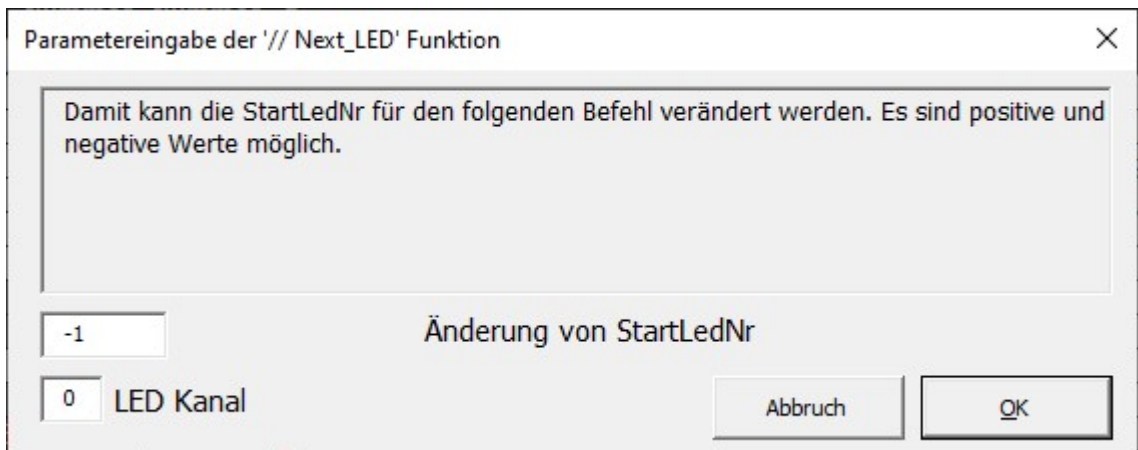 Parametereingabe der '// Next_LED' Funktion
Damit kann die StartLedNr für den folgenden Befehl verändert werden. Es sind positive und
negative Werte möglich.
-1
Änderung von StartLedNr
0
LED Kanal
Abbruch
OK